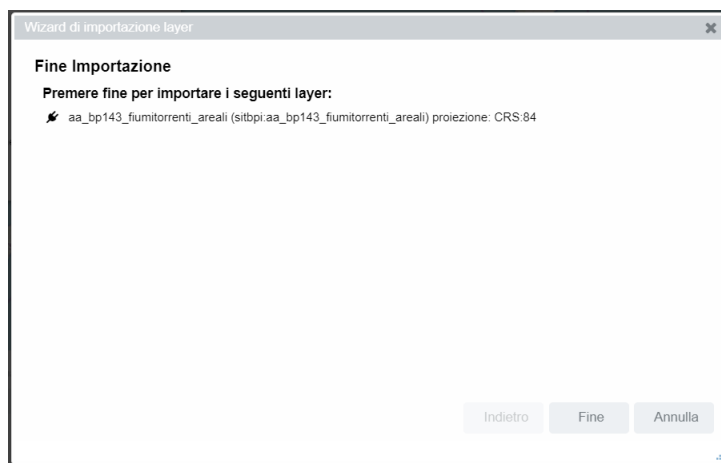 Wizard di importazione layer
Fine Importazione
Premere fine per importare i seguenti layer:
aa_bp143_fiumitorrenti_areali (sitbpi:aa_bp143_fiumitorrenti_areali) proiezione: CRS:84
Indietro Fine Annulla